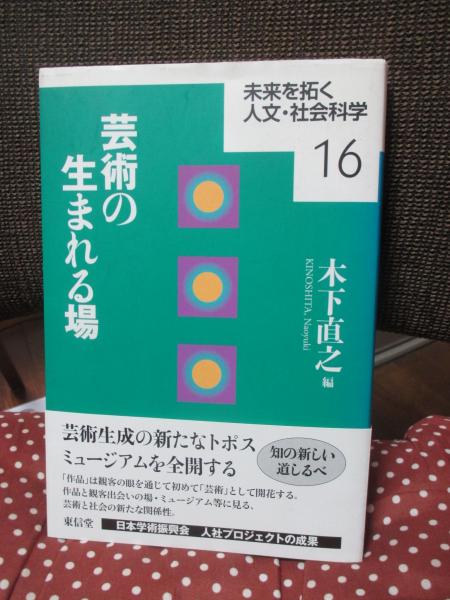 未来を拓く
人文・社会科学
16
芸術の
生まれる場
木下直之
KINOSHITA, Naoyuki
編
芸術生成の新たなトポス
ミュージアムを全開する
知の新しい
道しるべ
「作品」は観客の眼を通じて初めて「芸術」として開花する。
作品と観客出会いの場・ミュージアム等に見る、
芸術と社会の新たな関係性。
東信堂
日本学術振興会 人社プロジェクトの成果